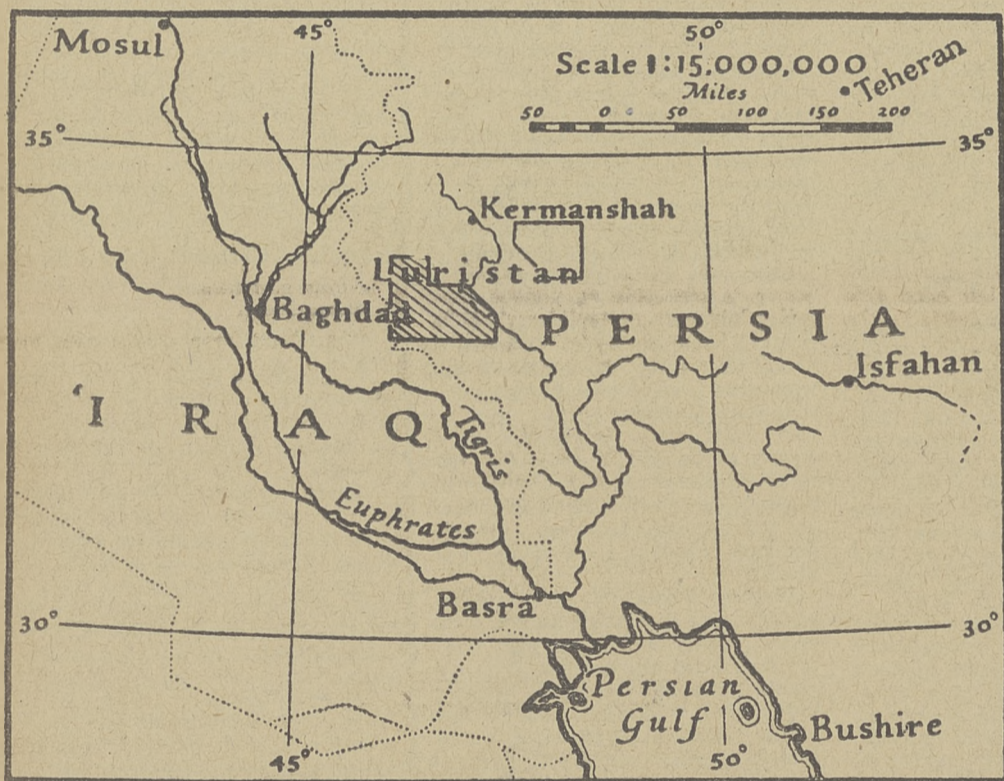 Mosul
45°
50°
Scale 1:15,000,000
Teheran
Miles
50 0 50 100 150 200
35°
35°
Kermanshah
Luristan
Baghdad
PERSIA
Isfahan
'IRAQ
Tigris
Euphrates
Basra
30°
30°
Persian
Gulf
Bushire
45°
50°